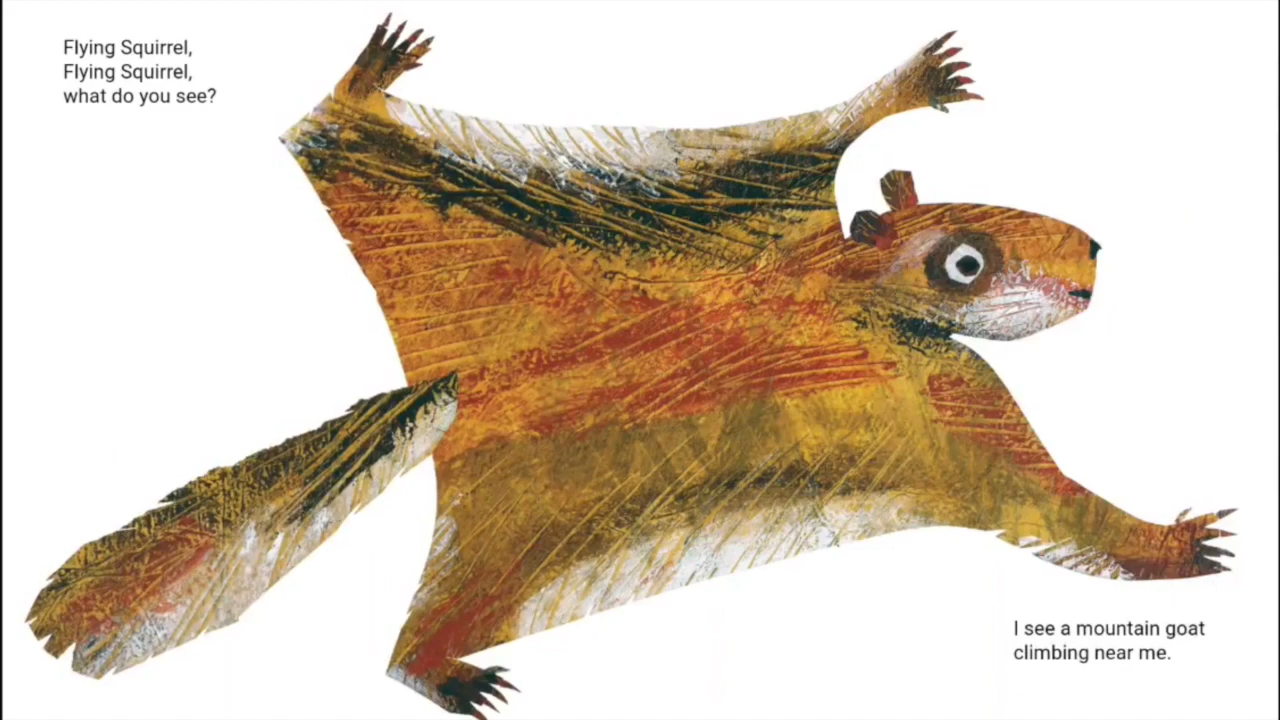 Flying Squirrel,
Flying Squirrel,
what do you see?
I see a mountain goat
climbing near me.